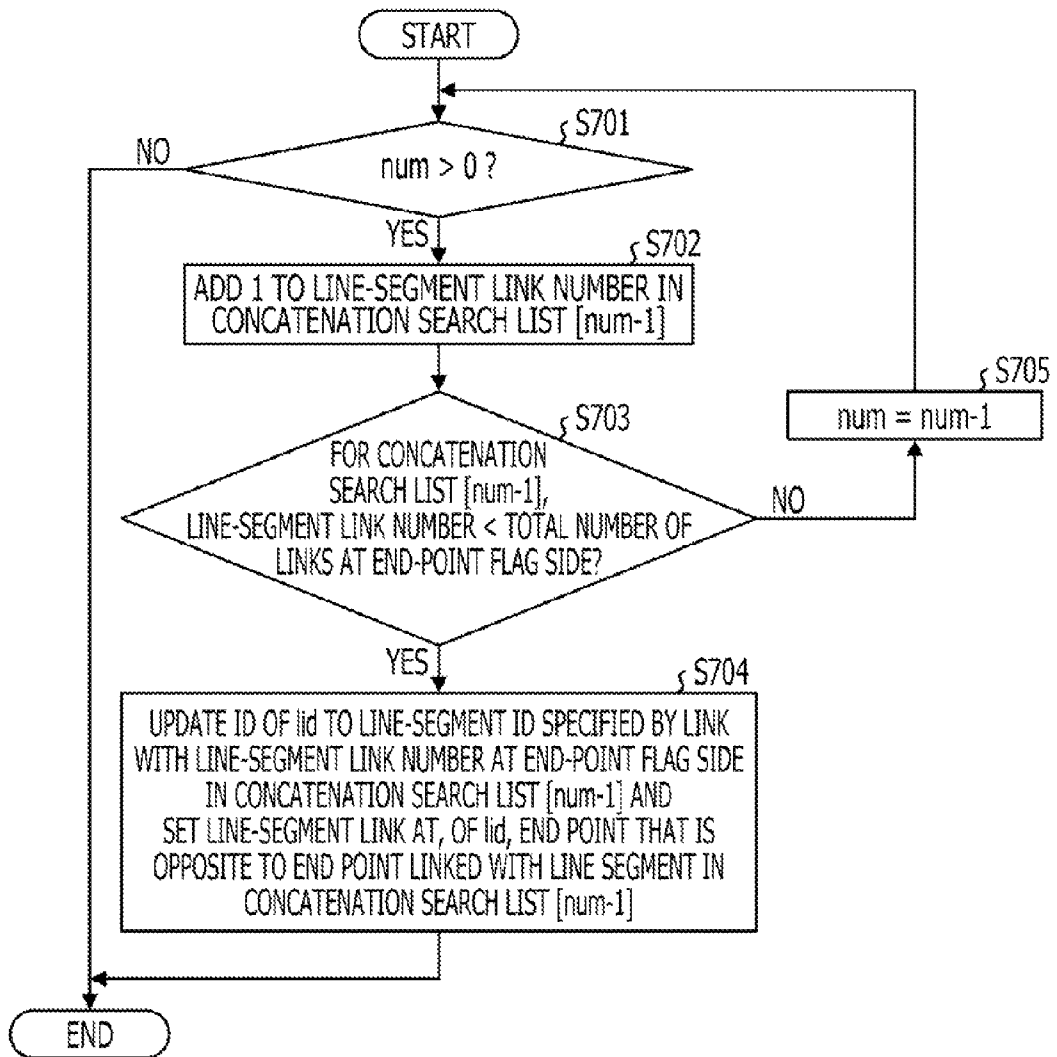 START
S701
NO
num > 0 ?
YES
S702
ADD 1 TO LINE-SEGMENT LINK NUMBER IN
CONCATENATION SEARCH LIST [num-1]
S705
num = num-1
S703
FOR CONCATENATION
SEARCH LIST [num-1],
LINE-SEGMENT LINK NUMBER < TOTAL NUMBER OF
LINKS AT END-POINT FLAG SIDE?
NO
YES
S704
UPDATE ID OF lid TO LINE-SEGMENT ID SPECIFIED BY LINK
WITH LINE-SEGMENT LINK NUMBER AT END-POINT FLAG SIDE
IN CONCATENATION SEARCH LIST [num-1] AND
SET LINE-SEGMENT LINK AT, OF lid, END POINT THAT IS
OPPOSITE TO END POINT LINKED WITH LINE SEGMENT IN
CONCATENATION SEARCH LIST [num-1]
END